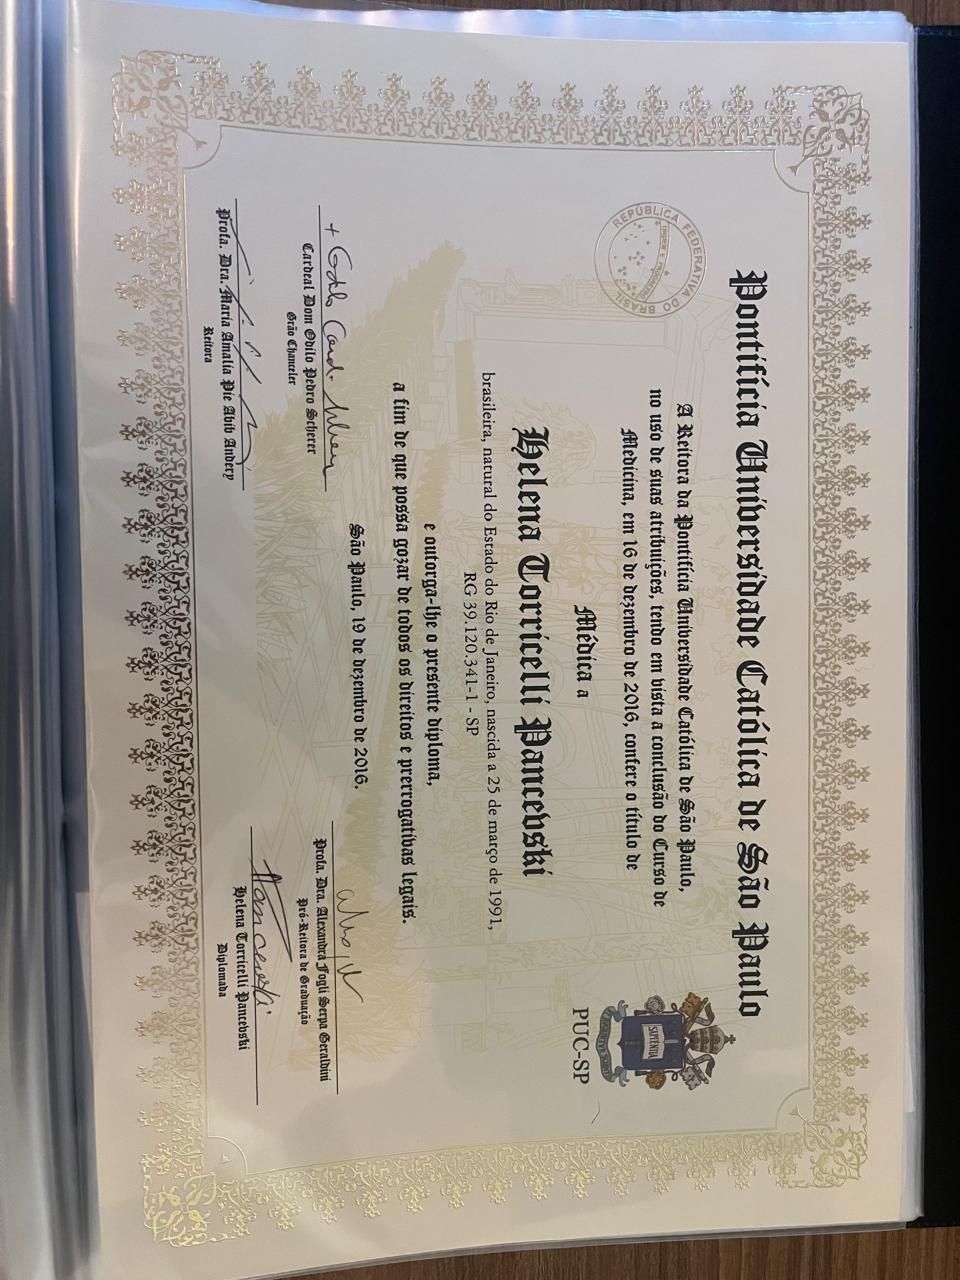 Pontifícia Universidade Católica de São Paulo
REPÚBLICA FEDERATIVA DO BRASIL
SAPIENTIA
PUC-SP
A Reitora da Pontifícia Universidade Católica de São Paulo,
no uso de suas atribuições, tendo em vista a conclusão do Curso de
Medicina, em 16 de dezembro de 2016, confere o título de
Médica a
Helena Torricelli Pancevski
brasileira, natural do Estado do Rio de Janeiro, nascida a 25 de março de 1991,
RG 39.120.341-1 - SP
e outorga-lhe o presente diploma,
a fim de que possa gozar de todos os direitos e prerrogativas legais.
São Paulo, 19 de dezembro de 2016.
Cardeal Dom Odilo Pedro Scherer
Grão Chanceler
Profa. Dra. Maria Amalia Pie Abib Andery
Reitora
Profa. Dra. Alexandra Fogli Serpa Geraldini
Pró-Reitora de Graduação
Pancevski
Helena Torricelli Pancevski
Diplomada